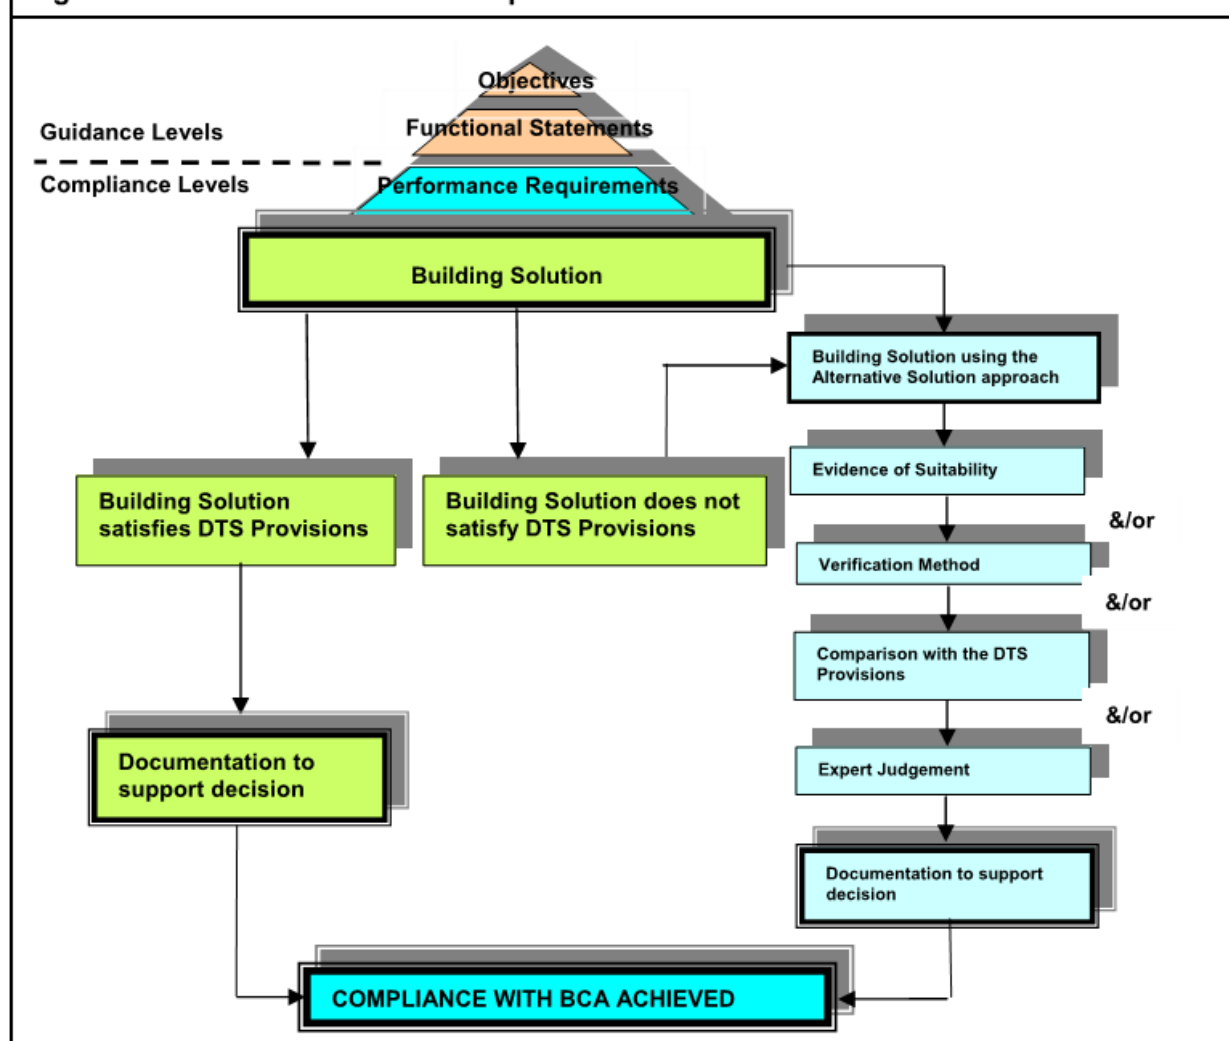 Objectives
Functional Statements
Guidance Levels
Compliance Levels
Performance Requirements
Building Solution
Building Solution using the
Alternative Solution approach
Evidence of Suitability
Building Solution
satisfies DTS Provisions
Building Solution does not
satisfy DTS Provisions
&/or
Verification Method
&/or
Comparison with the DTS
Provisions
&/or
Expert Judgement
Documentation to
support decision
Documentation to support
decision
COMPLIANCE WITH BCA ACHIEVED